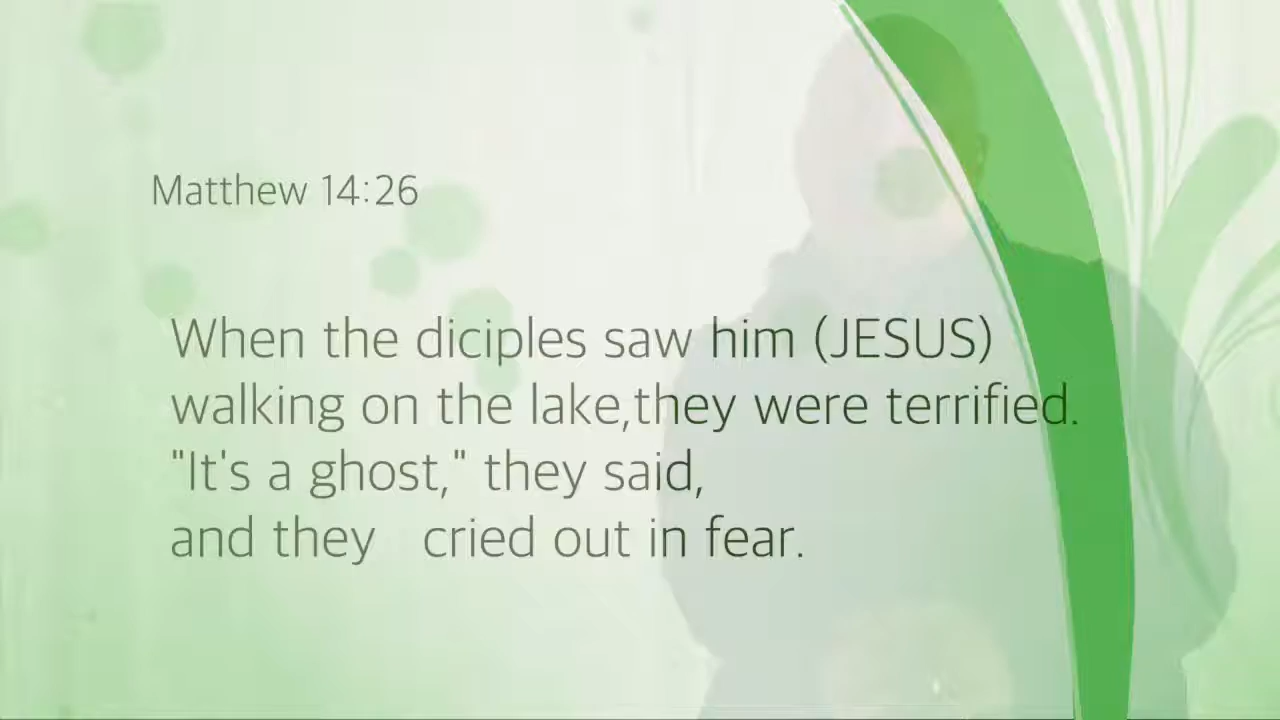 Matthew 14:26
When the diciples saw him (JESUS)
walking on the lake,they were terrified.
"It's a ghost," they said,
and they   cried out in fear.